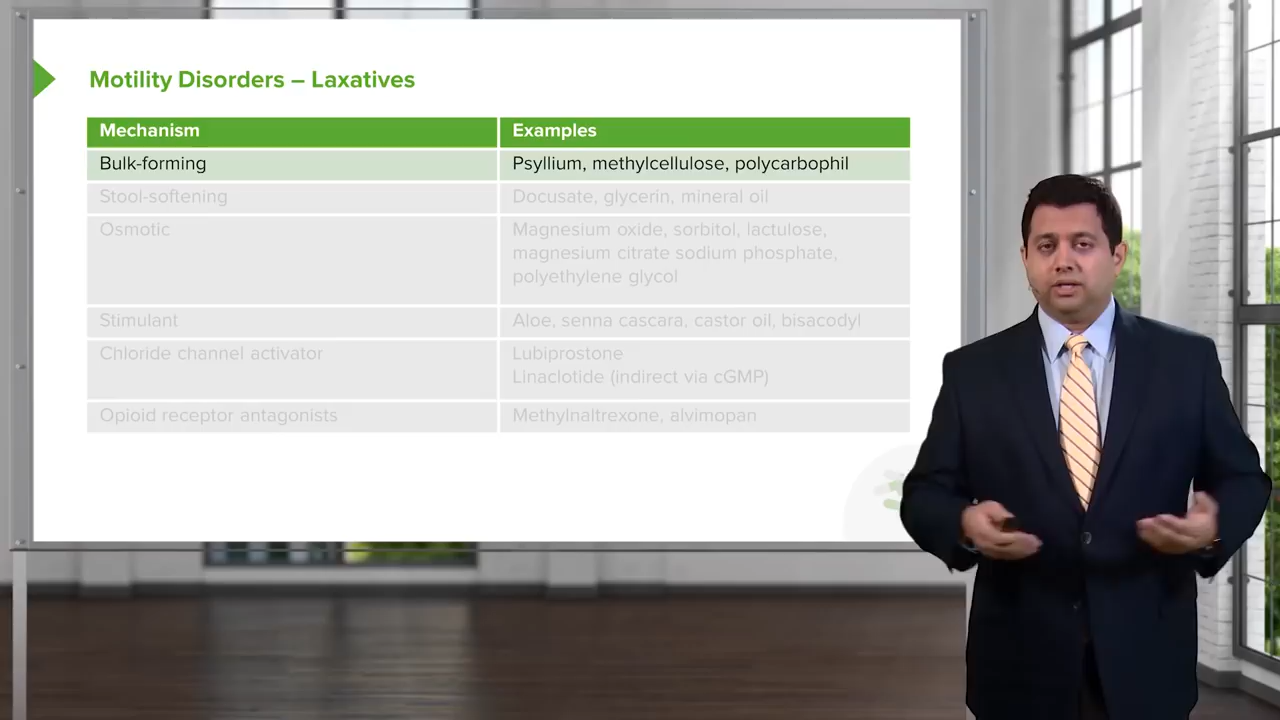 Motility Disorders – Laxatives
Mechanism
Examples
Bulk-forming
Psyllium, methylcellulose, polycarbophil
Stool-softening
Docusate, glycerin, mineral oil
Osmotic
Magnesium oxide, sorbitol, lactulose,
magnesium citrate sodium phosphate,
polyethylene glycol
Stimulant
Aloe, senna cascara, castor oil, bisacodyl
Chloride channel activator
Lubiprostone
Linaclotide (indirect via cGMP)
Opioid receptor antagonists
Methylnaltrexone, alvimopan